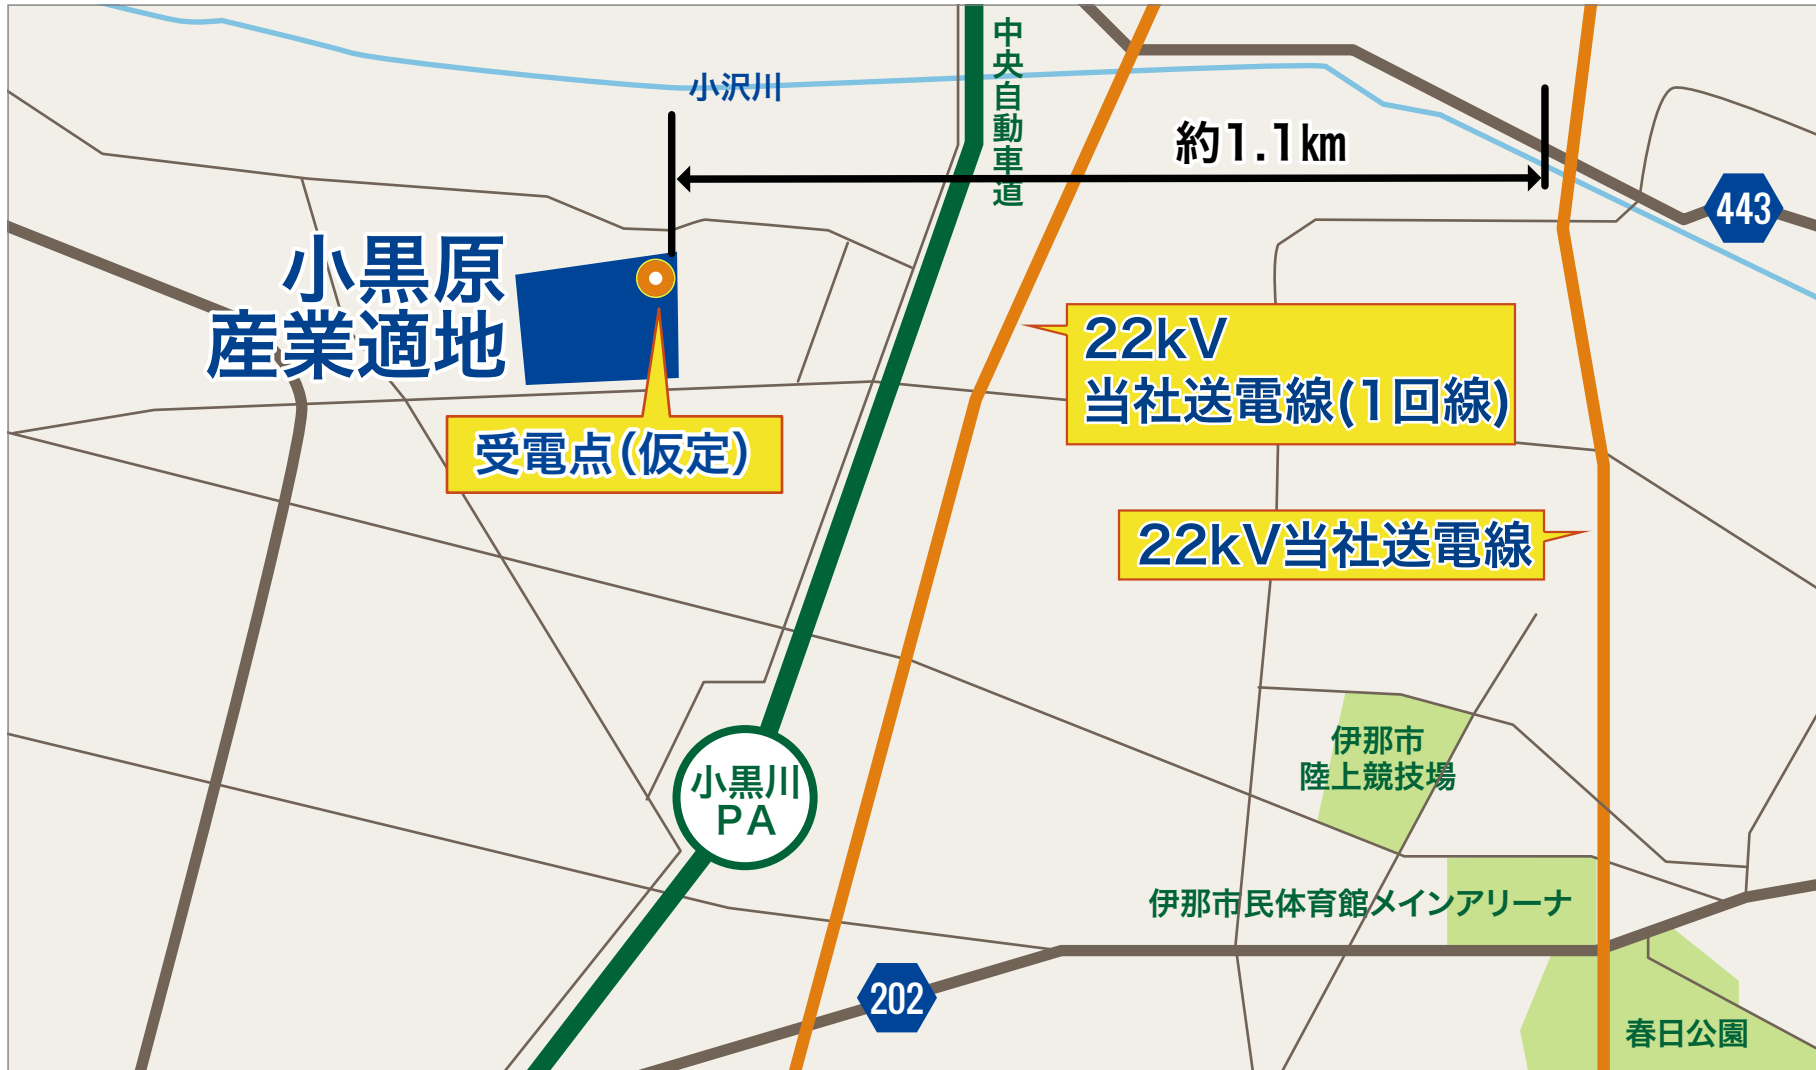 中央自動車道
小沢川
約1.1km
443
小黒原
産業適地
22kV
当社送電線(1回線)
受電点(仮定)
22kV当社送電線
伊那市
陸上競技場
小黒川
PA
伊那市民体育館メインアリーナ
202
春日公園